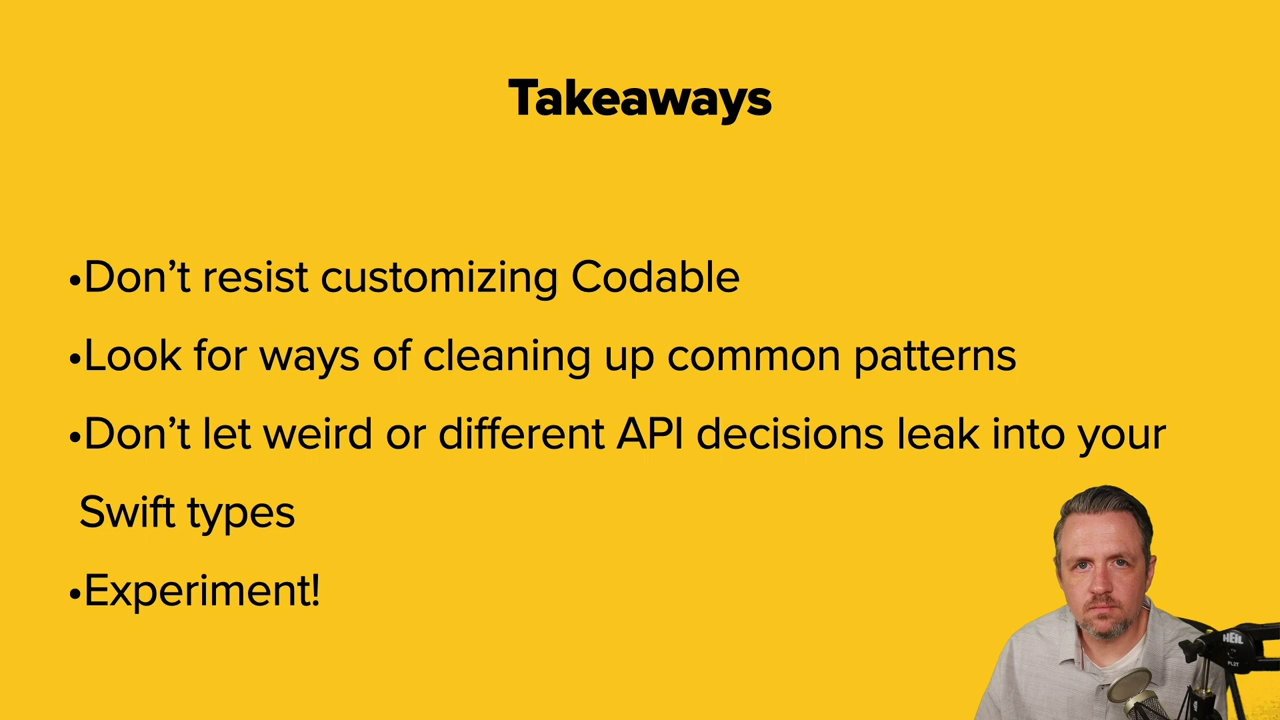 Takeaways
•Don’t resist customizing Codable
•Look for ways of cleaning up common patterns
•Don’t let weird or different API decisions leak into your
Swift types
•Experiment!
HEIL